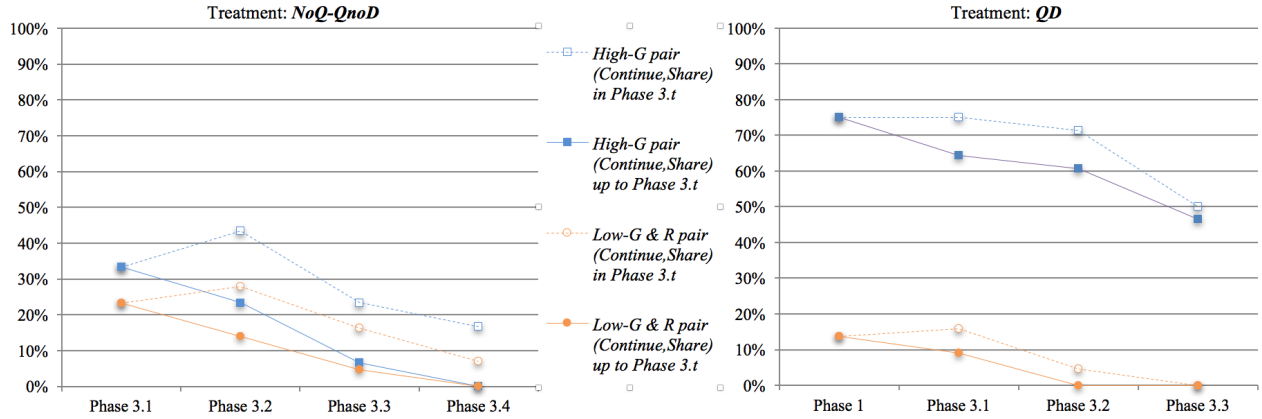 Treatment: NoQ-QnoD
100%
90%
80%
70%
60%
50%
40%
30%
20%
10%
0%
Phase 3.1
Phase 3.2
Phase 3.3
Phase 3.4
High-G pair
(Continue,Share)
in Phase 3.t
High-G pair
(Continue,Share)
up to Phase 3.t
Low-G & R pair
(Continue,Share)
in Phase 3.t
Low-G & R pair
(Continue,Share)
up to Phase 3.t
Treatment: QD
100%
90%
80%
70%
60%
50%
40%
30%
20%
10%
0%
Phase 1
Phase 3.1
Phase 3.2
Phase 3.3